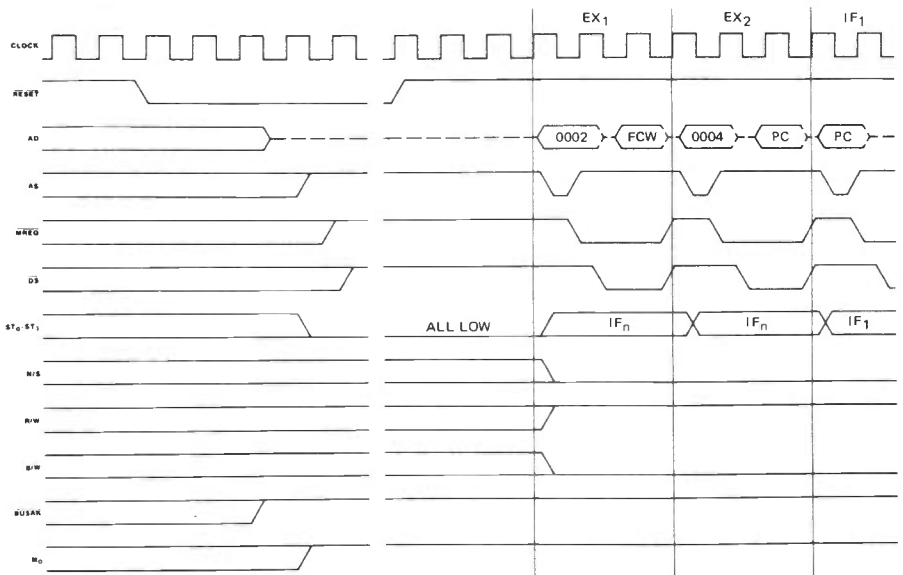 EX₁ EX₂ IF₁
CLOCK
RESET
AD 0002 FCW 0004 PC PC
AS
MREQ
DS
ST₀-ST₃ ALL LOW IFₙ IFₙ IF₁
N/S
R/W
B/W
BUSAK
M₀